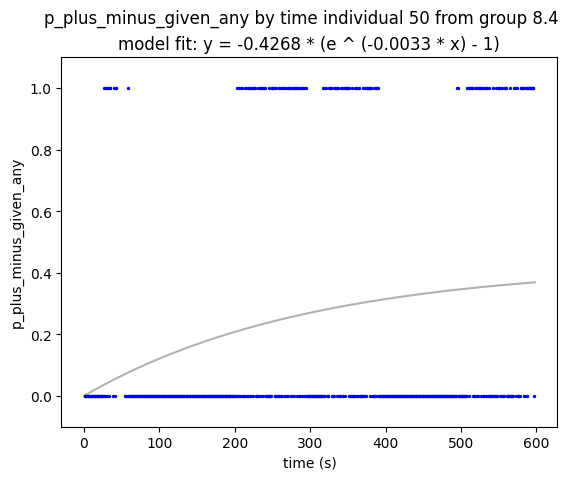 p_plus_minus_given_any by time individual 50 from group 8.4
model fit: y = -0.4268 * (e ^ (-0.0033 * x) - 1)
1.0
0.8
0.6
0.4
0.2
0.0
p_plus_minus_given_any
0 100 200 300 400 500 600
time (s)